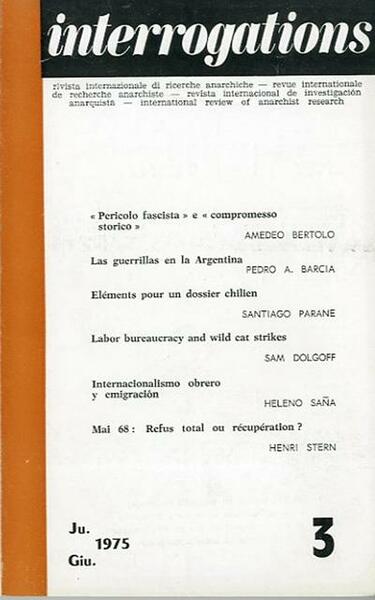 interrogations
rivista internazionale di ricerche anarchiche — revue internationale
de recherche anarchiste — revista internacional de investigación
anarquista — international review of anarchist research
« Pericolo fascista » e « compromesso
storico »
AMEDEO BERTOLO
Las guerrillas en la Argentina
PEDRO A. BARCIA
Eléments pour un dossier chilien
SANTIAGO PARANE
Labor bureaucracy and wild cat strikes
SAM DOLGOFF
Internacionalismo obrero
y emigración
HELENO SAÑA
Mai 68 : Refus total ou récupération ?
HENRI STERN
Ju.
1975
Giu.
3